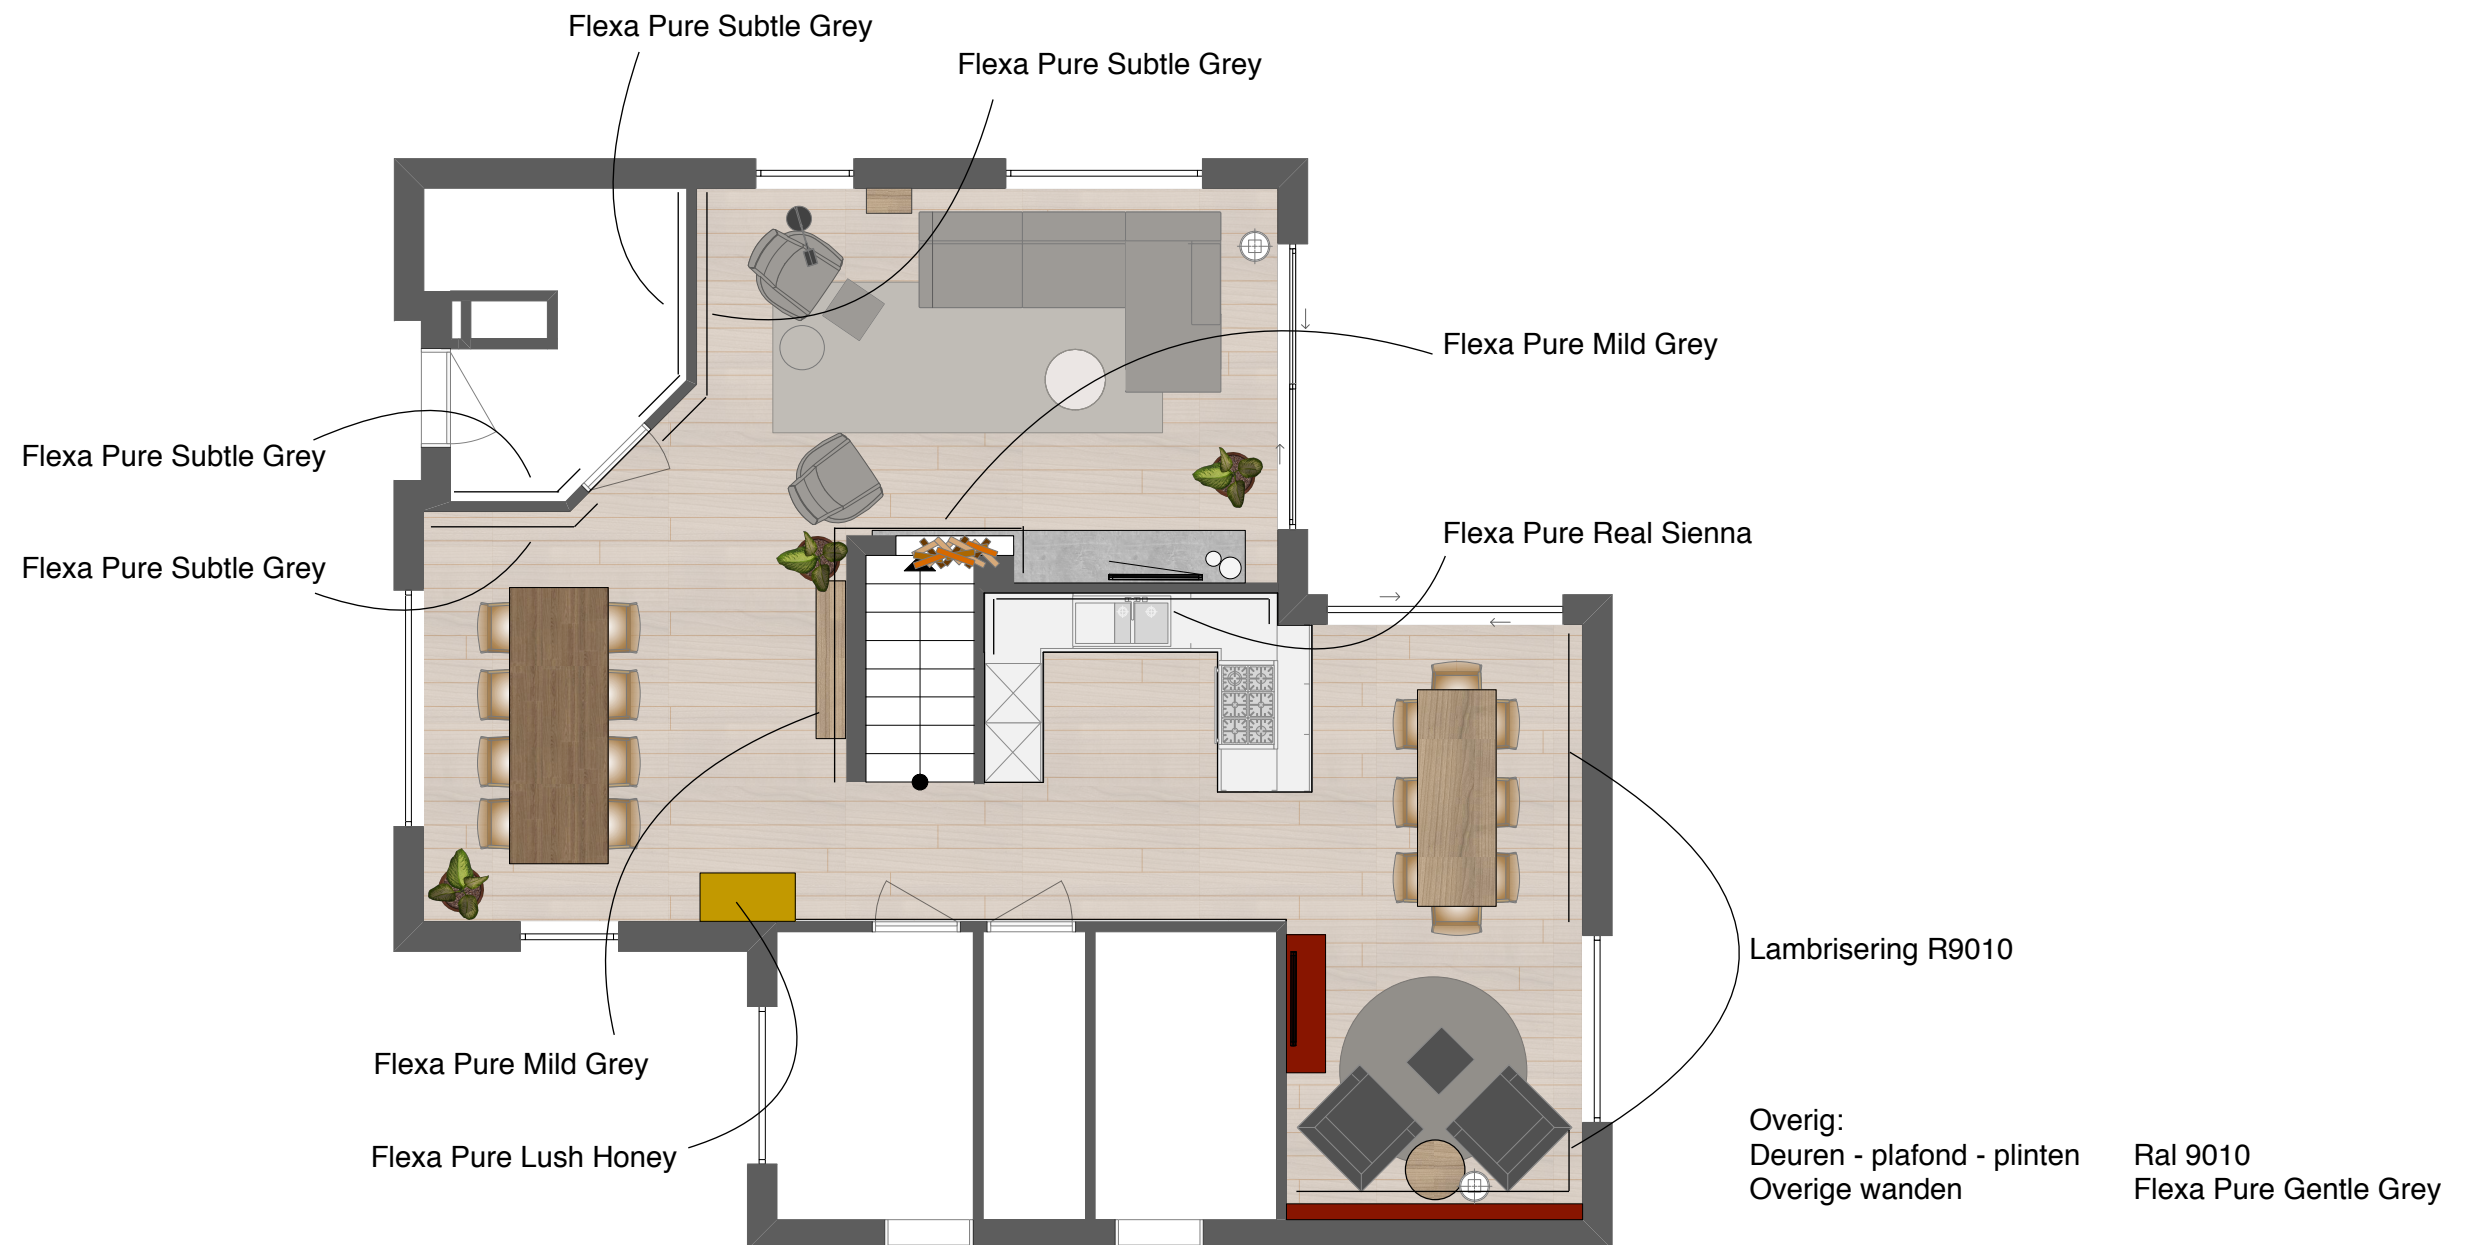 Flexa Pure Subtle Grey
Flexa Pure Subtle Grey
Flexa Pure Mild Grey
Flexa Pure Subtle Grey
Flexa Pure Real Sienna
Flexa Pure Subtle Grey
Lambrisering R9010
Flexa Pure Mild Grey
Flexa Pure Lush Honey
Overig:
Deuren - plafond - plinten Ral 9010
Overige wanden Flexa Pure Gentle Grey